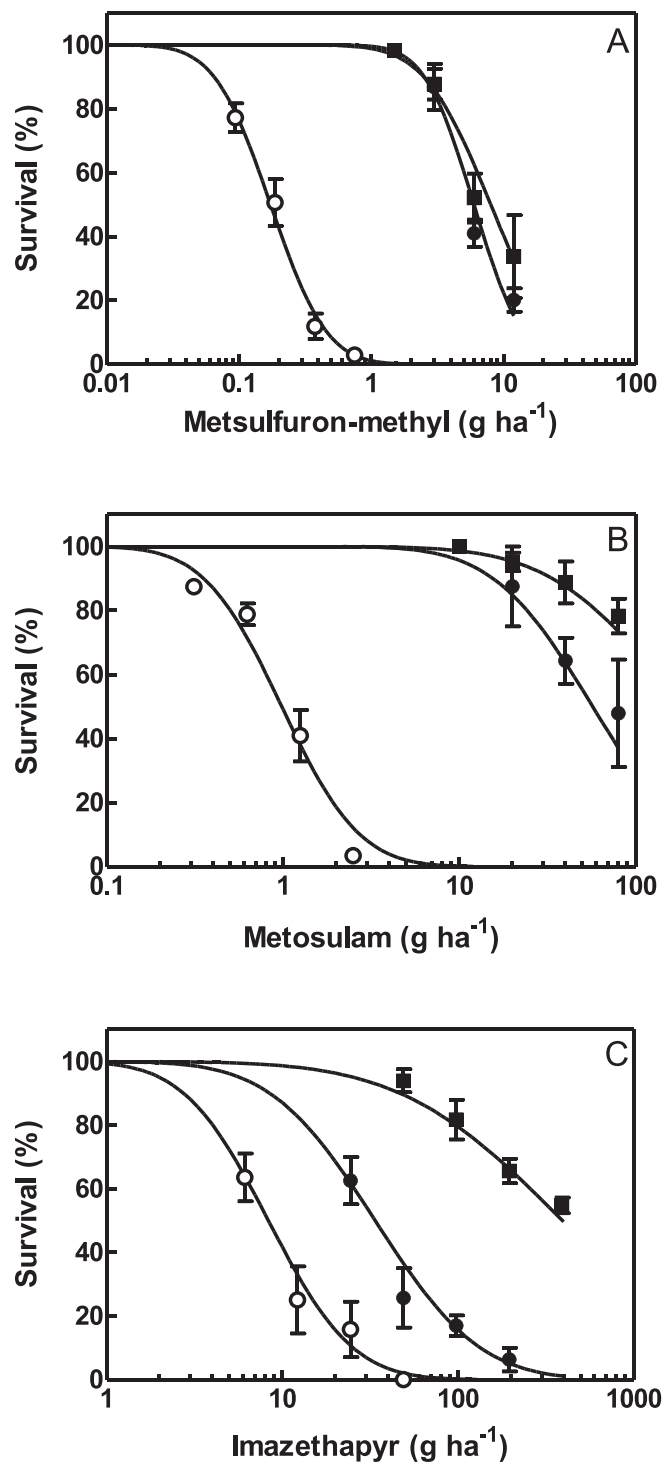 A
100
80
60
40
20
0
Survival (%)
0.01 0.1 1 10 100
Metsulfuron-methyl (g ha⁻¹)
B
100
80
60
40
20
0
Survival (%)
0.1 1 10 100
Metosulam (g ha⁻¹)
C
100
80
60
40
20
0
Survival (%)
1 10 100 1000
Imazethapyr (g ha⁻¹)